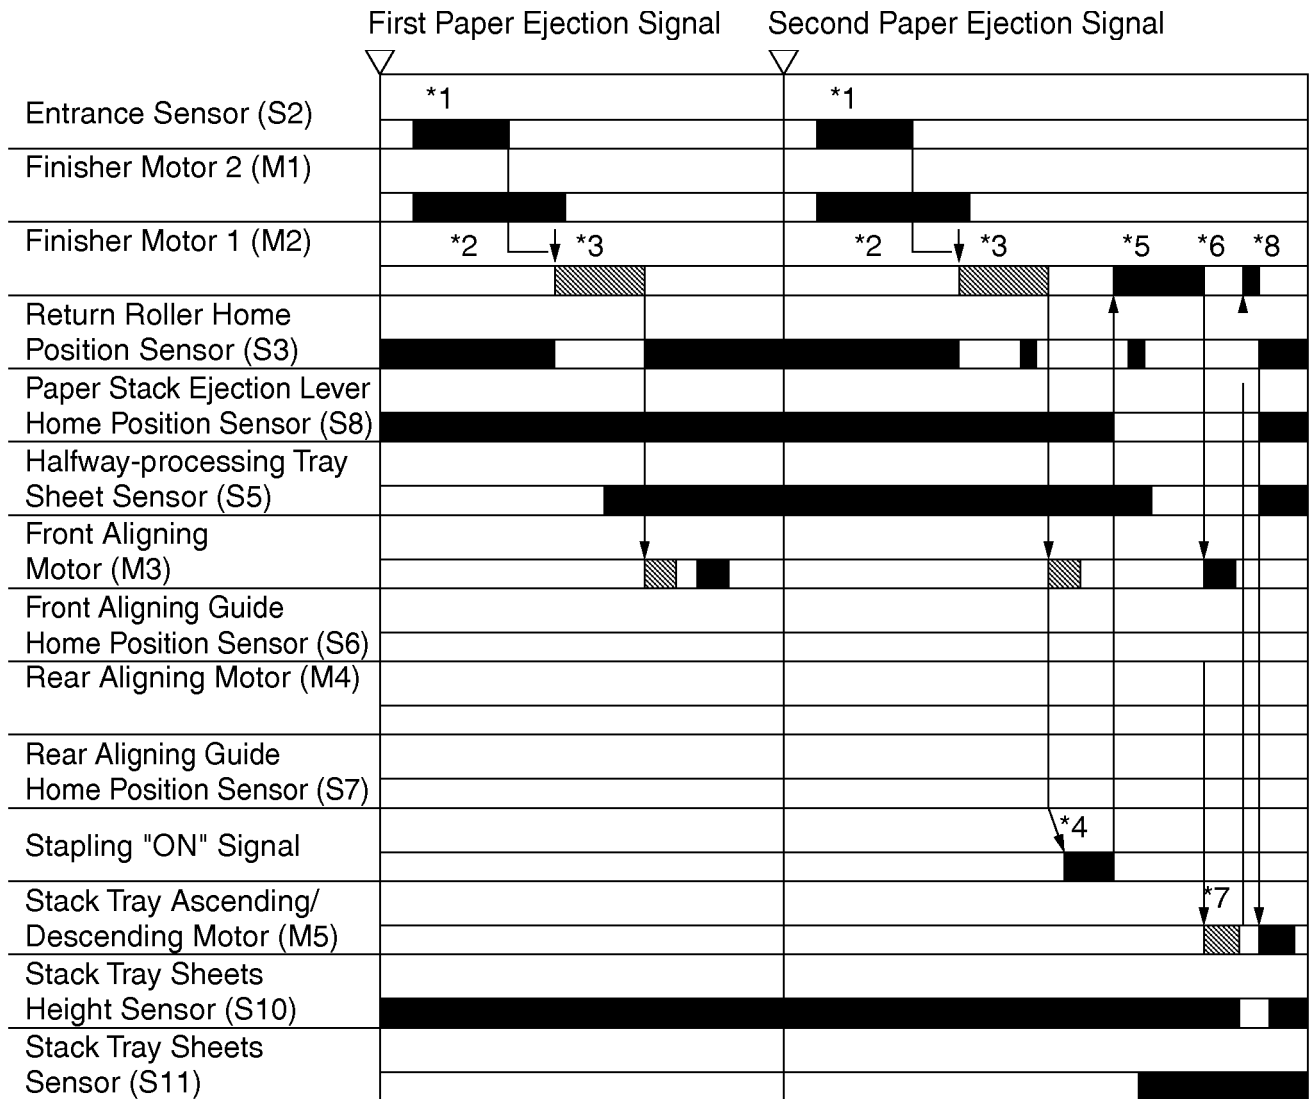 First Paper Ejection Signal Second Paper Ejection Signal
*1 *1
Entrance Sensor (S2)
Finisher Motor 2 (M1)
Finisher Motor 1 (M2) *2 *3 *2 *3 *5 *6 *8
Return Roller Home
Position Sensor (S3)
Paper Stack Ejection Lever
Home Position Sensor (S8)
Halfway-processing Tray
Sheet Sensor (S5)
Front Aligning
Motor (M3)
Front Aligning Guide
Home Position Sensor (S6)
Rear Aligning Motor (M4)
Rear Aligning Guide
Home Position Sensor (S7)
*4
Stapling "ON" Signal
Stack Tray Ascending/ *7
Descending Motor (M5)
Stack Tray Sheets
Height Sensor (S10)
Stack Tray Sheets
Sensor (S11)